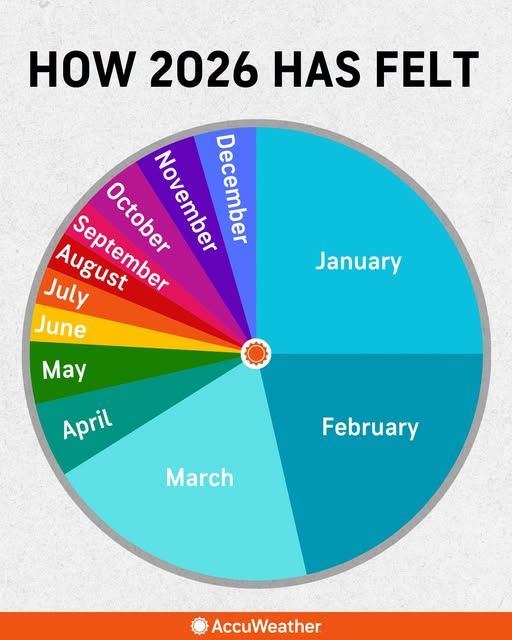 HOW 2026 HAS FELT
January
February
March
April
May
June
July
August
September
October
November
December
AccuWeather